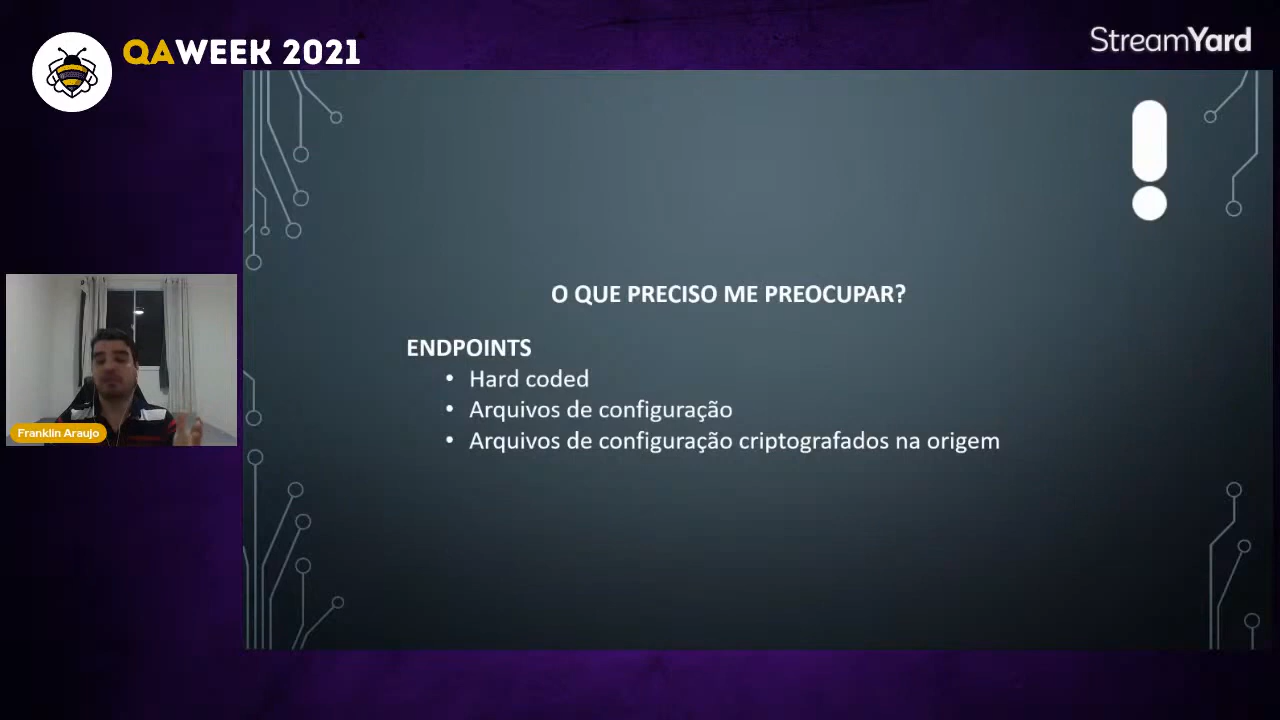 QAWEEK 2021
StreamYard
O QUE PRECISO ME PREOCUPAR?
ENDPOINTS
• Hard coded
• Arquivos de configuração
• Arquivos de configuração criptografados na origem
Franklin Araujo